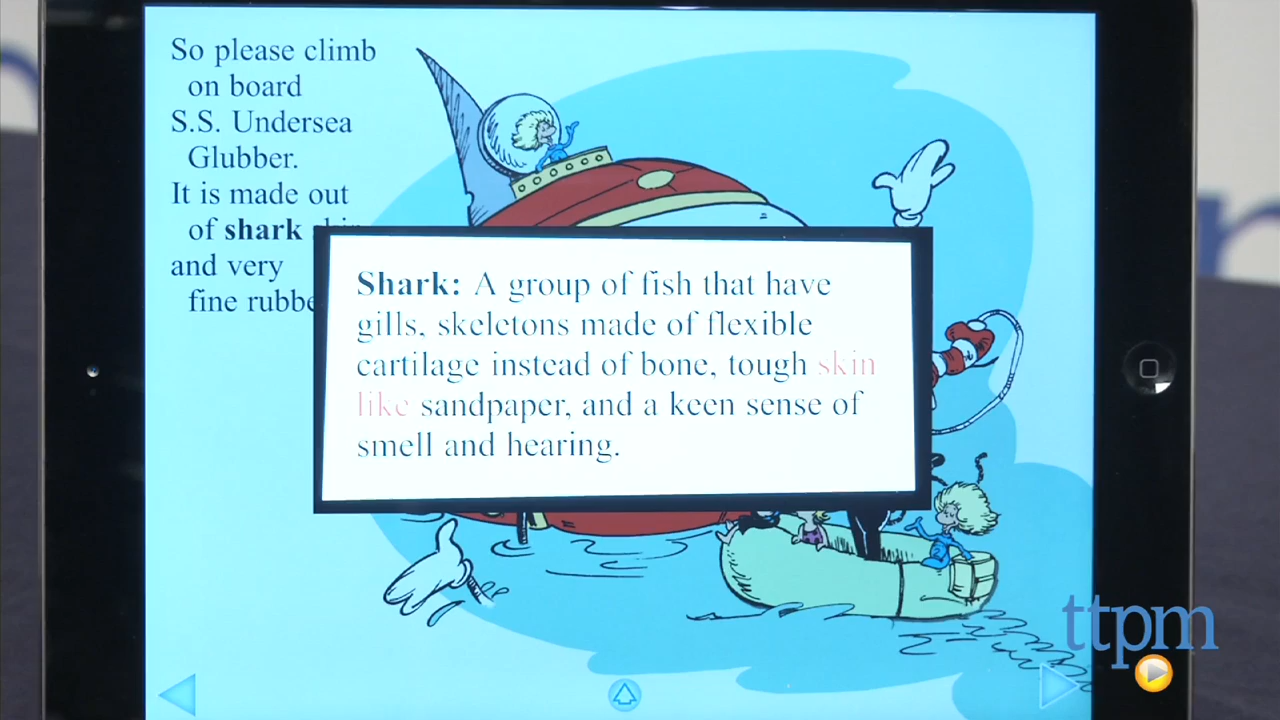 So please climb
on board
S.S. Undersea
Glubber.
It is made out
of shark
and very
fine rubbe
Shark: A group of fish that have
gills, skeletons made of flexible
cartilage instead of bone, tough skin
like sandpaper, and a keen sense of
smell and hearing.
ttpm